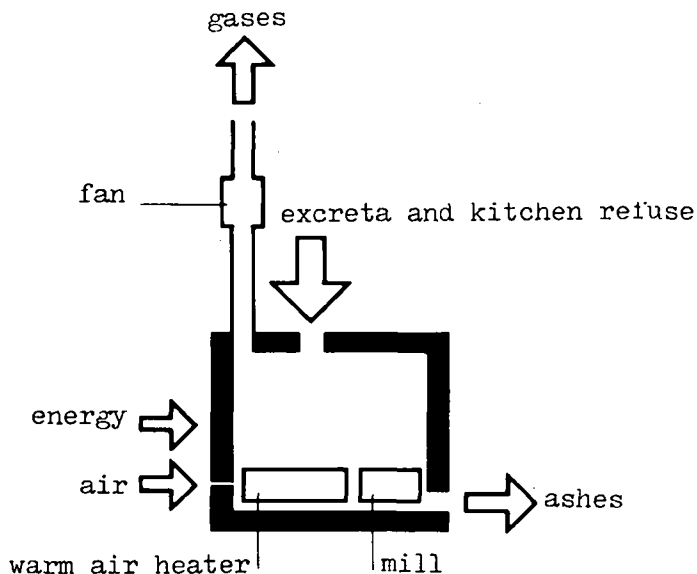 gases
fan
excreta and kitchen refuse
energy
air
ashes
warm air heater
mill